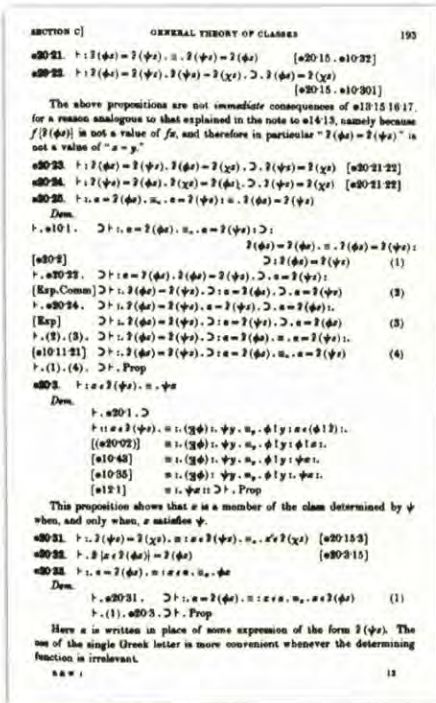 SECTION C] GENERAL THEORY OF CLASSES 193
∗20·21. ⊢ : ẑ(φz) = ẑ(ψz) . ≡ . ẑ(ψz) = ẑ(φz) [∗20·15 . ∗10·32]
∗20·22. ⊢ : ẑ(φz) = ẑ(ψz) . ẑ(ψz) = ẑ(χz) . ⊃ . ẑ(φz) = ẑ(χz)
[∗20·15 . ∗10·301]
The above propositions are not immediate consequences of ∗13·15·16·17,
for a reason analogous to that explained in the note to ∗14·13, namely because
f{ẑ(φz)} is not a value of fx, and therefore in particular "ẑ(φz) = ẑ(ψz)" is
not a value of "x = y."
∗20·23. ⊢ : ẑ(φz) = ẑ(ψz) . ẑ(φz) = ẑ(χz) . ⊃ . ẑ(ψz) = ẑ(χz) [∗20·21·22]
∗20·24. ⊢ : ẑ(ψz) = ẑ(φz) . ẑ(χz) = ẑ(φz) . ⊃ . ẑ(ψz) = ẑ(χz) [∗20·21·22]
∗20·25. ⊢ :. α = ẑ(φz) . ≡α . α = ẑ(ψz) : ≡ . ẑ(φz) = ẑ(ψz)
Dem.
⊢ . ∗10·1 . ⊃ ⊢ :. α = ẑ(φz) . ≡α . α = ẑ(ψz) : ⊃ :
ẑ(φz) = ẑ(φz) . ≡ . ẑ(φz) = ẑ(ψz) :
[∗20·2] ⊃ : ẑ(φz) = ẑ(ψz) (1)
⊢ . ∗20·22 . ⊃ ⊢ : α = ẑ(φz) . ẑ(φz) = ẑ(ψz) . ⊃ . α = ẑ(ψz) :
[Exp.Comm] ⊃ ⊢ :. ẑ(φz) = ẑ(ψz) . ⊃ : α = ẑ(φz) . ⊃ . α = ẑ(ψz) (2)
⊢ . ∗20·24 . ⊃ ⊢ :. ẑ(φz) = ẑ(ψz) . α = ẑ(ψz) . ⊃ . α = ẑ(φz) :.
[Exp] ⊃ ⊢ :. ẑ(φz) = ẑ(ψz) . ⊃ : α = ẑ(ψz) . ⊃ . α = ẑ(φz) (3)
⊢ . (2) . (3) . ⊃ ⊢ :. ẑ(φz) = ẑ(ψz) . ⊃ : α = ẑ(φz) . ≡ . α = ẑ(ψz) :.
[∗10·11·21] ⊃ ⊢ :. ẑ(φz) = ẑ(ψz) . ⊃ : α = ẑ(φz) . ≡α . α = ẑ(ψz) (4)
⊢ . (1) . (4) . ⊃ ⊢ . Prop
∗20·3. ⊢ : x ϵ ẑ(ψz) . ≡ . ψx
Dem.
⊢ . ∗20·1 . ⊃
⊢ :: x ϵ ẑ(ψz) . ≡ :. (∃φ) :. ψy . ≡y . φ ! y : x ϵ (φ ! ẑ) :.
[(∗20·02)] ≡ :. (∃φ) :. ψy . ≡y . φ ! y : φ ! x :.
[∗10·43] ≡ :. (∃φ) :. ψy . ≡y . φ ! y : ψx :.
[∗10·35] ≡ :. (∃φ) :. ψy . ≡y . φ ! y :. ψx :.
[∗12·1] ≡ :. ψx :: ⊃ ⊢ . Prop
This proposition shows that x is a member of the class determined by ψ
when, and only when, x satisfies ψ.
∗20·31. ⊢ :. ẑ(ψz) = ẑ(χz) . ≡ : x ϵ ẑ(ψz) . ≡x . x ϵ ẑ(χz) [∗20·15·3]
∗20·32. ⊢ . x̂ {x ϵ ẑ(φz)} = ẑ(φz) [∗20·3·15]
∗20·33. ⊢ :. α = ẑ(φz) . ≡ : x ϵ α . ≡x . φx
Dem.
⊢ . ∗20·31 . ⊃ ⊢ :. α = ẑ(φz) . ≡ : x ϵ α . ≡x . x ϵ ẑ(φz) (1)
⊢ . (1) . ∗20·3 . ⊃ ⊢ . Prop
Here α is written in place of some expression of the form ẑ(ψz). The
use of the single Greek letter is more convenient whenever the determining
function is irrelevant.
R & W I 13